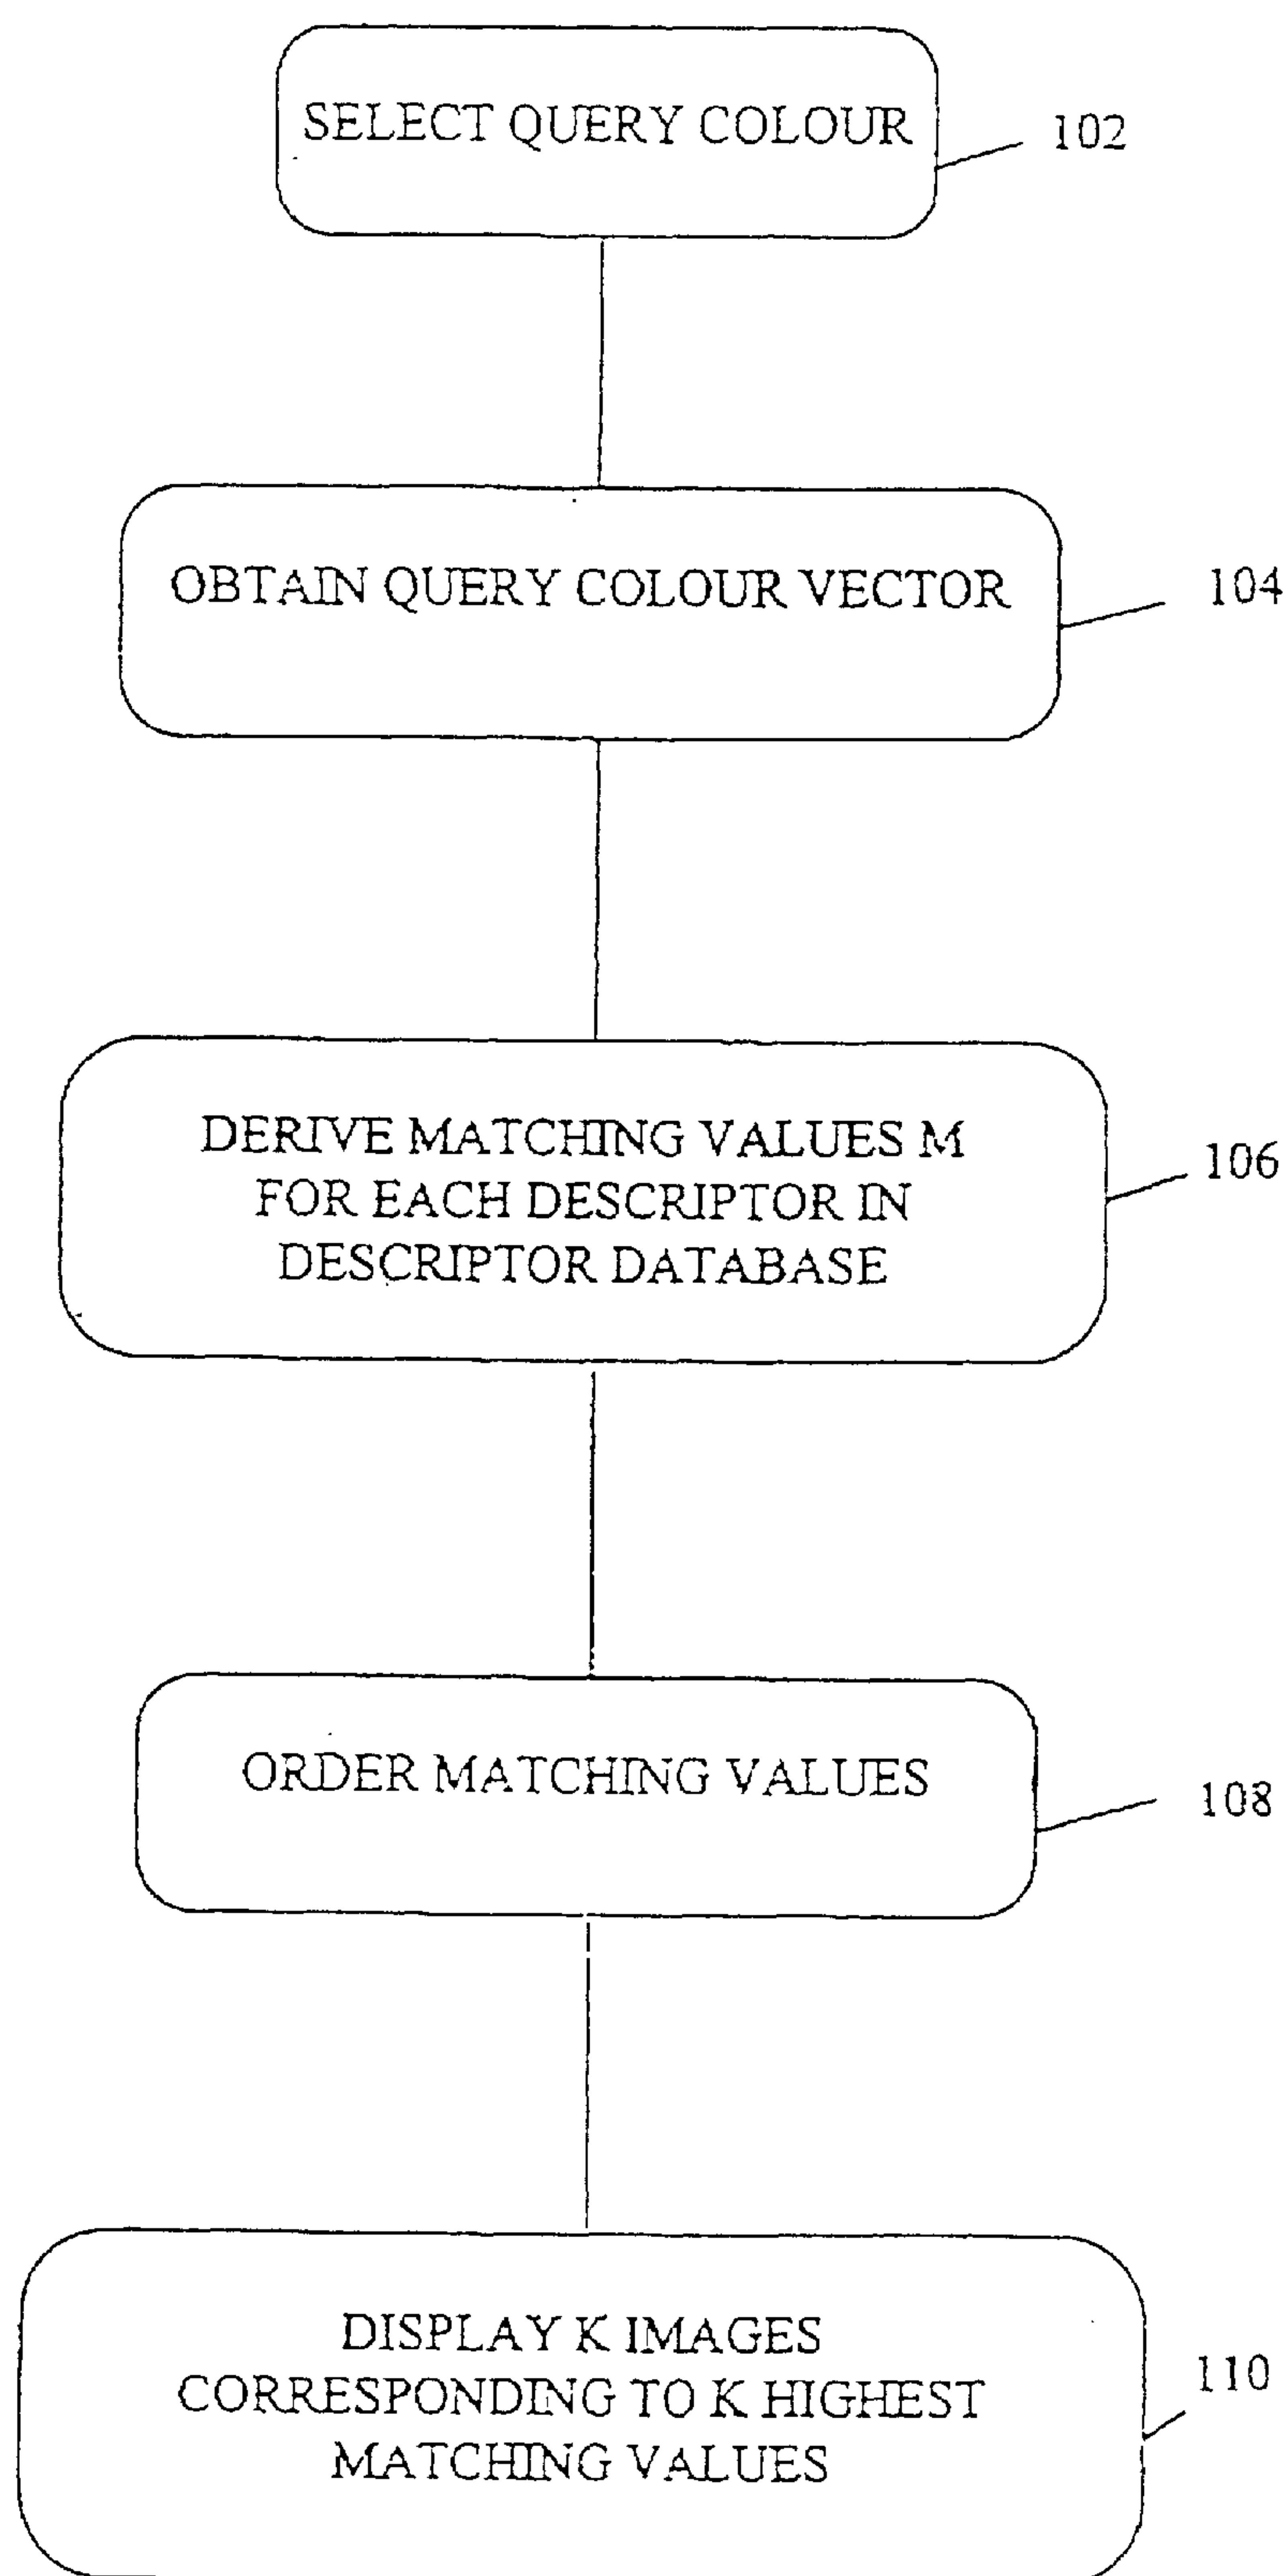 SELECT QUERY COLOUR
102
OBTAIN QUERY COLOUR VECTOR
104
DERIVE MATCHING VALUES M
FOR EACH DESCRIPTOR IN
DESCRIPTOR DATABASE
106
ORDER MATCHING VALUES
108
DISPLAY K IMAGES
CORRESPONDING TO K HIGHEST
MATCHING VALUES
110